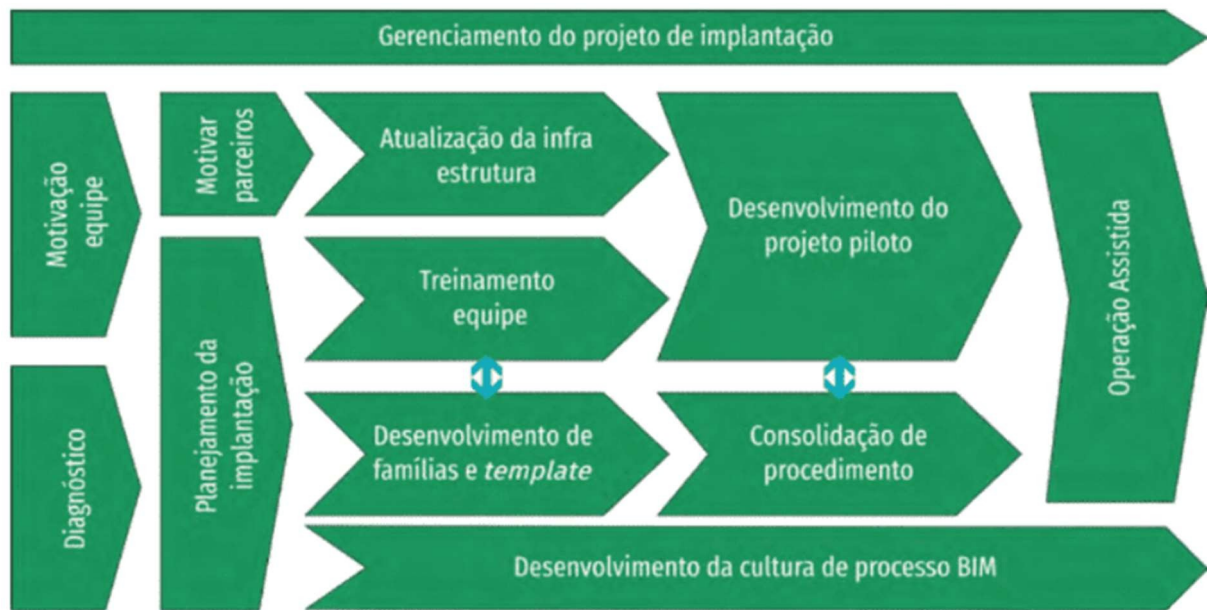 Gerenciamento do projeto de implantação
Motivação
equipe
Diagnóstico
Motivar
parceiros
Planejamento da
implantação
Atualização da infra
estrutura
Treinamento
equipe
Desenvolvimento de
famílias e template
Desenvolvimento do
projeto piloto
Consolidação de
procedimento
Operação Assistida
Desenvolvimento da cultura de processo BIM